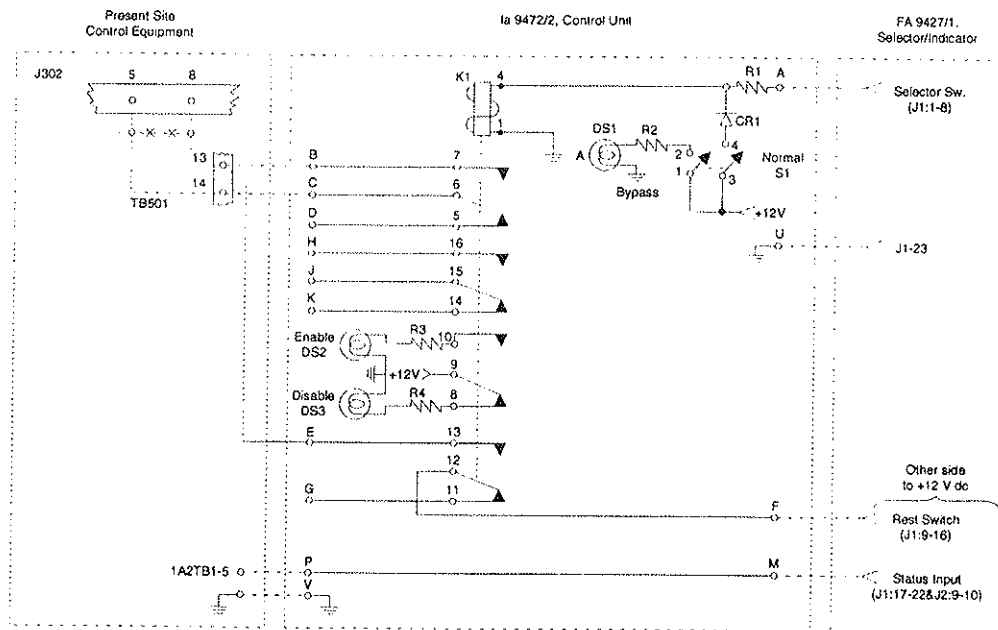 Present Site
Control Equipment
Ia 9472/2, Control Unit
FA 9427/1,
Selector/Indicator
J302
5
8
K1
4
1
R1
A
Selector Sw.
(J1:1-8)
CR1
DS1
R2
A
2
4
1
3
Normal
S1
Bypass
+12V
U
J1-23
13
14
TB501
B
7
C
6
D
5
H
16
J
15
K
14
Enable
DS2
R3
10
+12V
9
Disable
DS3
R4
8
E
13
12
G
11
F
Other side
to +12 V dc
Rest Switch
(J1:9-16)
1A2TB1-5
P
V
M
Status Input
(J1:17-22&J2:9-10)